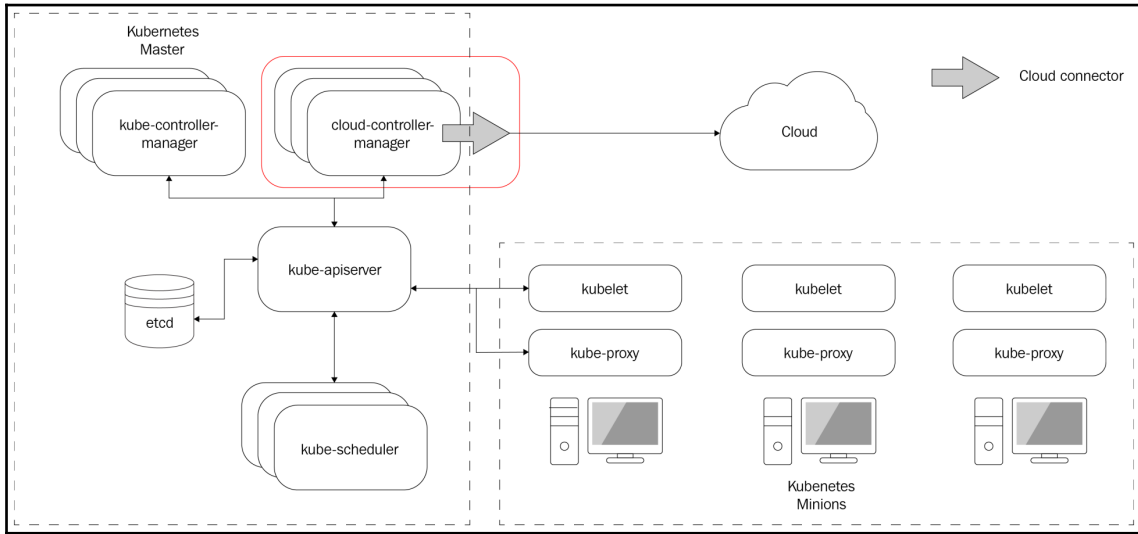 Kubernetes
Master
kube-controller-
manager
cloud-controller-
manager
Cloud
Cloud connector
kube-apiserver
etcd
kube-scheduler
kubelet
kubelet
kubelet
kube-proxy
kube-proxy
kube-proxy
Kubenetes
Minions